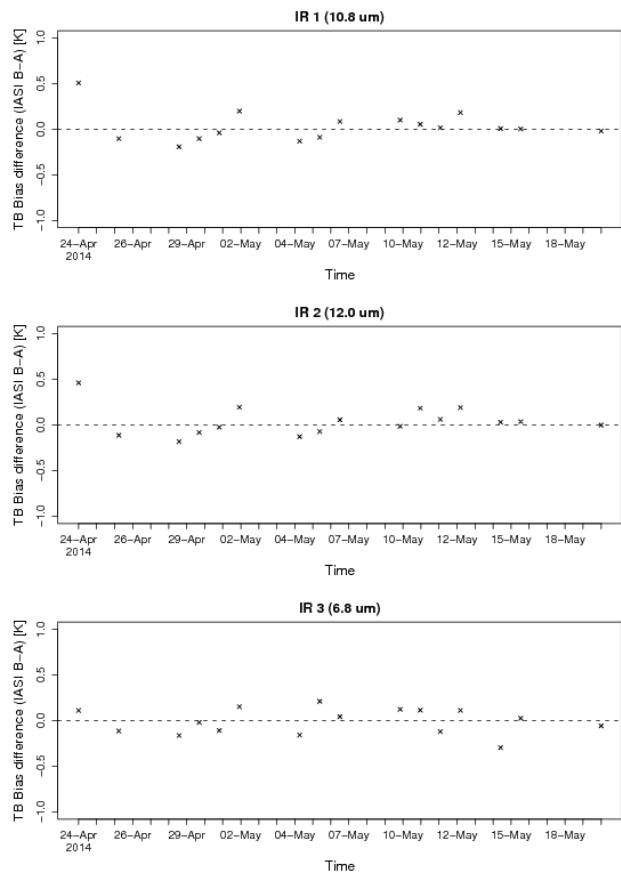 IR 1 (10.8 um)
TB Bias difference (IASI B−A) [K]
1.0
0.5
0.0
−0.5
−1.0
24−Apr 26−Apr 29−Apr 02−May 04−May 07−May 10−May 12−May 15−May 18−May
2014
Time
IR 2 (12.0 um)
TB Bias difference (IASI B−A) [K]
1.0
0.5
0.0
−0.5
−1.0
24−Apr 26−Apr 29−Apr 02−May 04−May 07−May 10−May 12−May 15−May 18−May
2014
Time
IR 3 (6.8 um)
TB Bias difference (IASI B−A) [K]
1.0
0.5
0.0
−0.5
−1.0
24−Apr 26−Apr 29−Apr 02−May 04−May 07−May 10−May 12−May 15−May 18−May
2014
Time